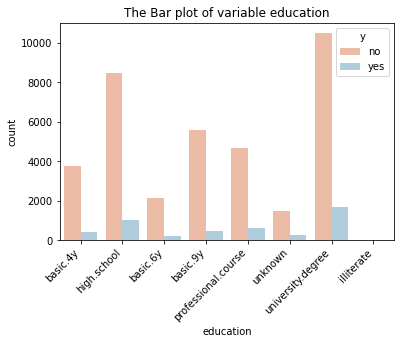 The Bar plot of variable education
y
no
yes
count
10000
8000
6000
4000
2000
0
basic.4y
high.school
basic.6y
basic.9y
professional.course
unknown
university.degree
illiterate
education